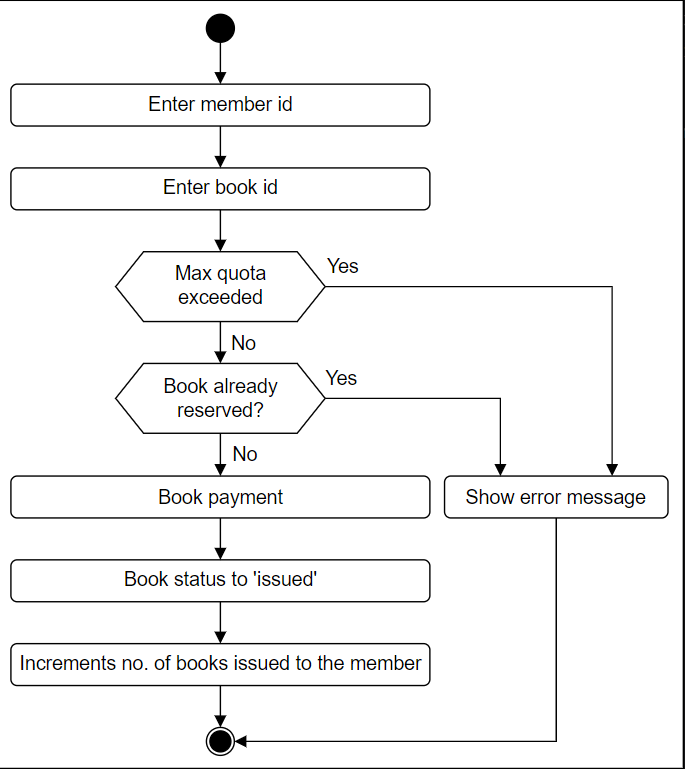 Enter member id
Enter book id
Max quota
exceeded
Yes
No
Book already
reserved?
Yes
No
Book payment
Show error message
Book status to 'issued'
Increments no. of books issued to the member